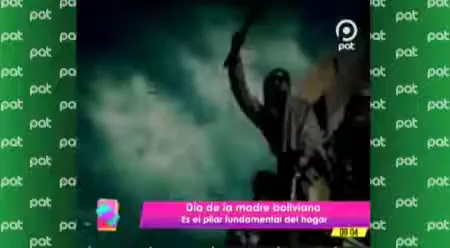 pat
Día de la madre boliviana
Es el pilar fundamental del hogar
08:04